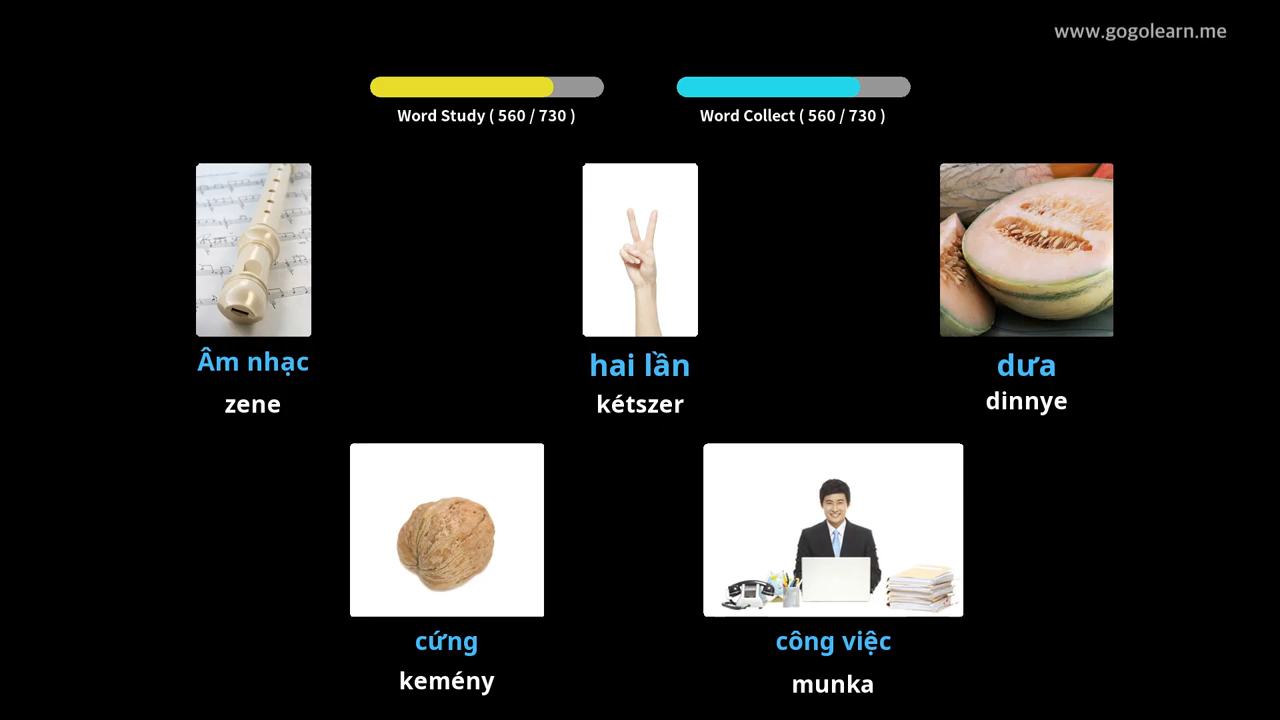 www.gogolearn.me
Word Study ( 560 / 730 )
Word Collect ( 560 / 730 )
Âm nhạc
zene
hai lần
kétszer
dưa
dinnye
cứng
kemény
công việc
munka